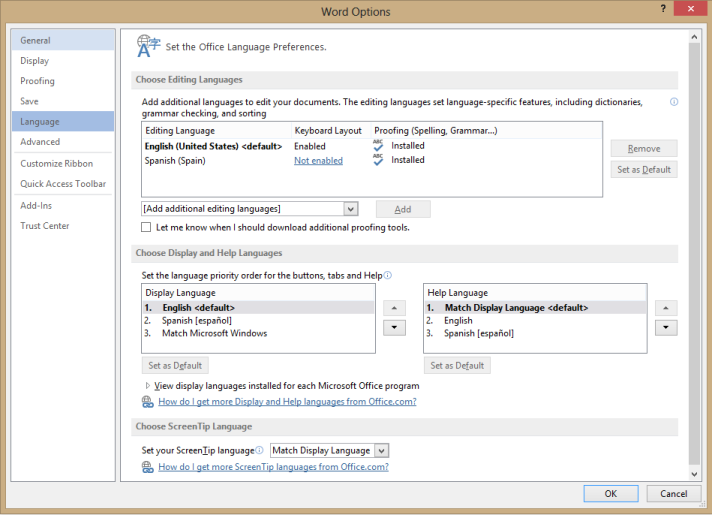 Word Options
?
General
Display
Proofing
Save
Language
Advanced
Customize Ribbon
Quick Access Toolbar
Add-Ins
Trust Center
A字 Set the Office Language Preferences.
Choose Editing Languages
Add additional languages to edit your documents. The editing languages set language-specific features, including dictionaries,
grammar checking, and sorting
Editing Language Keyboard Layout Proofing (Spelling, Grammar...)
English (United States) <default> Enabled ABC Installed
Spanish (Spain) Not enabled ABC Installed
Remove
Set as Default
[Add additional editing languages] Add
Let me know when I should download additional proofing tools.
Choose Display and Help Languages
Set the language priority order for the buttons, tabs and Help
Display Language
1. English <default>
2. Spanish [español]
3. Match Microsoft Windows
Set as Default
Help Language
1. Match Display Language <default>
2. English
3. Spanish [español]
Set as Default
View display languages installed for each Microsoft Office program
How do I get more Display and Help languages from Office.com?
Choose ScreenTip Language
Set your ScreenTip language Match Display Language
How do I get more ScreenTip languages from Office.com?
OK Cancel